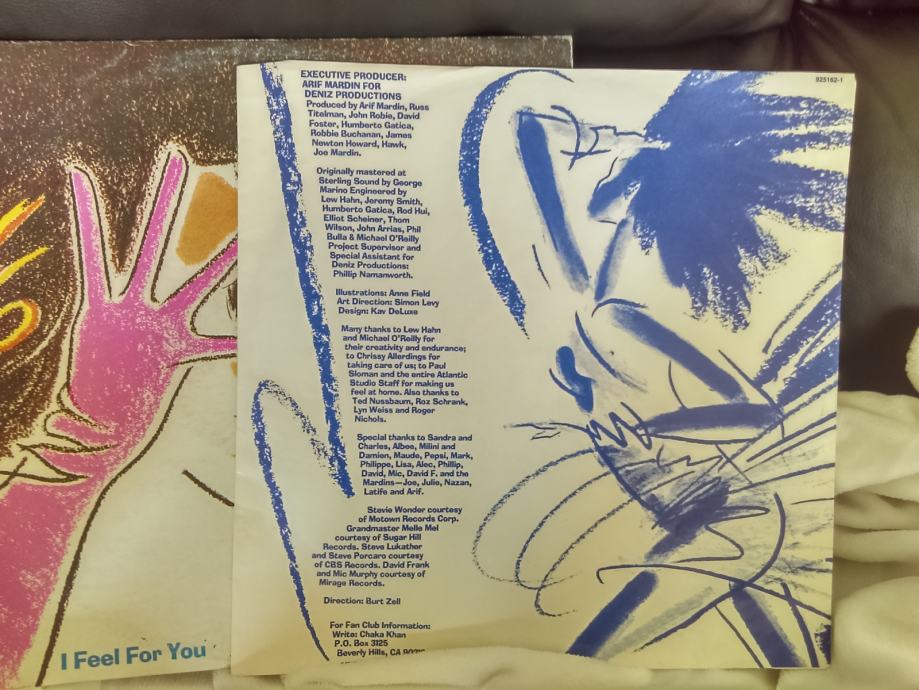 925162-1
EXECUTIVE PRODUCER:
ARIF MARDIN FOR
DENIZ PRODUCTIONS
Produced by Arif Mardin, Russ
Titelman, John Robie, David
Foster, Humberto Gatica,
Robbie Buchanan, James
Newton Howard, Hawk,
Joe Mardin.
Originally mastered at
Sterling Sound by George
Marino Engineered by
Lew Hahn, Jeremy Smith,
Humberto Gatica, Rod Hui,
Elliot Scheiner, Thom
Wilson, John Arrias, Phil
Bulla & Michael O'Reilly
Project Supervisor and
Special Assistant for
Deniz Productions:
Phillip Namanworth.
Illustrations: Anne Field
Art Direction: Simon Levy
Design: Kav DeLuxe
Many thanks to Lew Hahn
and Michael O'Reilly for
their creativity and endurance;
to Chrissy Allerdings for
taking care of us; to Paul
Sloman and the entire Atlantic
Studio Staff for making us
feel at home. Also thanks to
Ted Nussbaum, Roz Schrank,
Lyn Weiss and Roger
Nichols.
Special thanks to Sandra and
Charles, Albee, Milini and
Damien, Maude, Pepsi, Mark,
Philippe, Lisa, Alec, Phillip,
David, Mic, David F. and the
Mardins—Joe, Julie, Nazan,
Latife and Arif.
Stevie Wonder courtesy
of Motown Records Corp.
Grandmaster Melle Mel
courtesy of Sugar Hill
Records. Steve Lukather
and Steve Porcaro courtesy
of CBS Records. David Frank
and Mic Murphy courtesy of
Mirage Records.
Direction: Burt Zell
For Fan Club Information:
Write: Chaka Khan
P.O. Box 3125
Beverly Hills, CA
I Feel For You